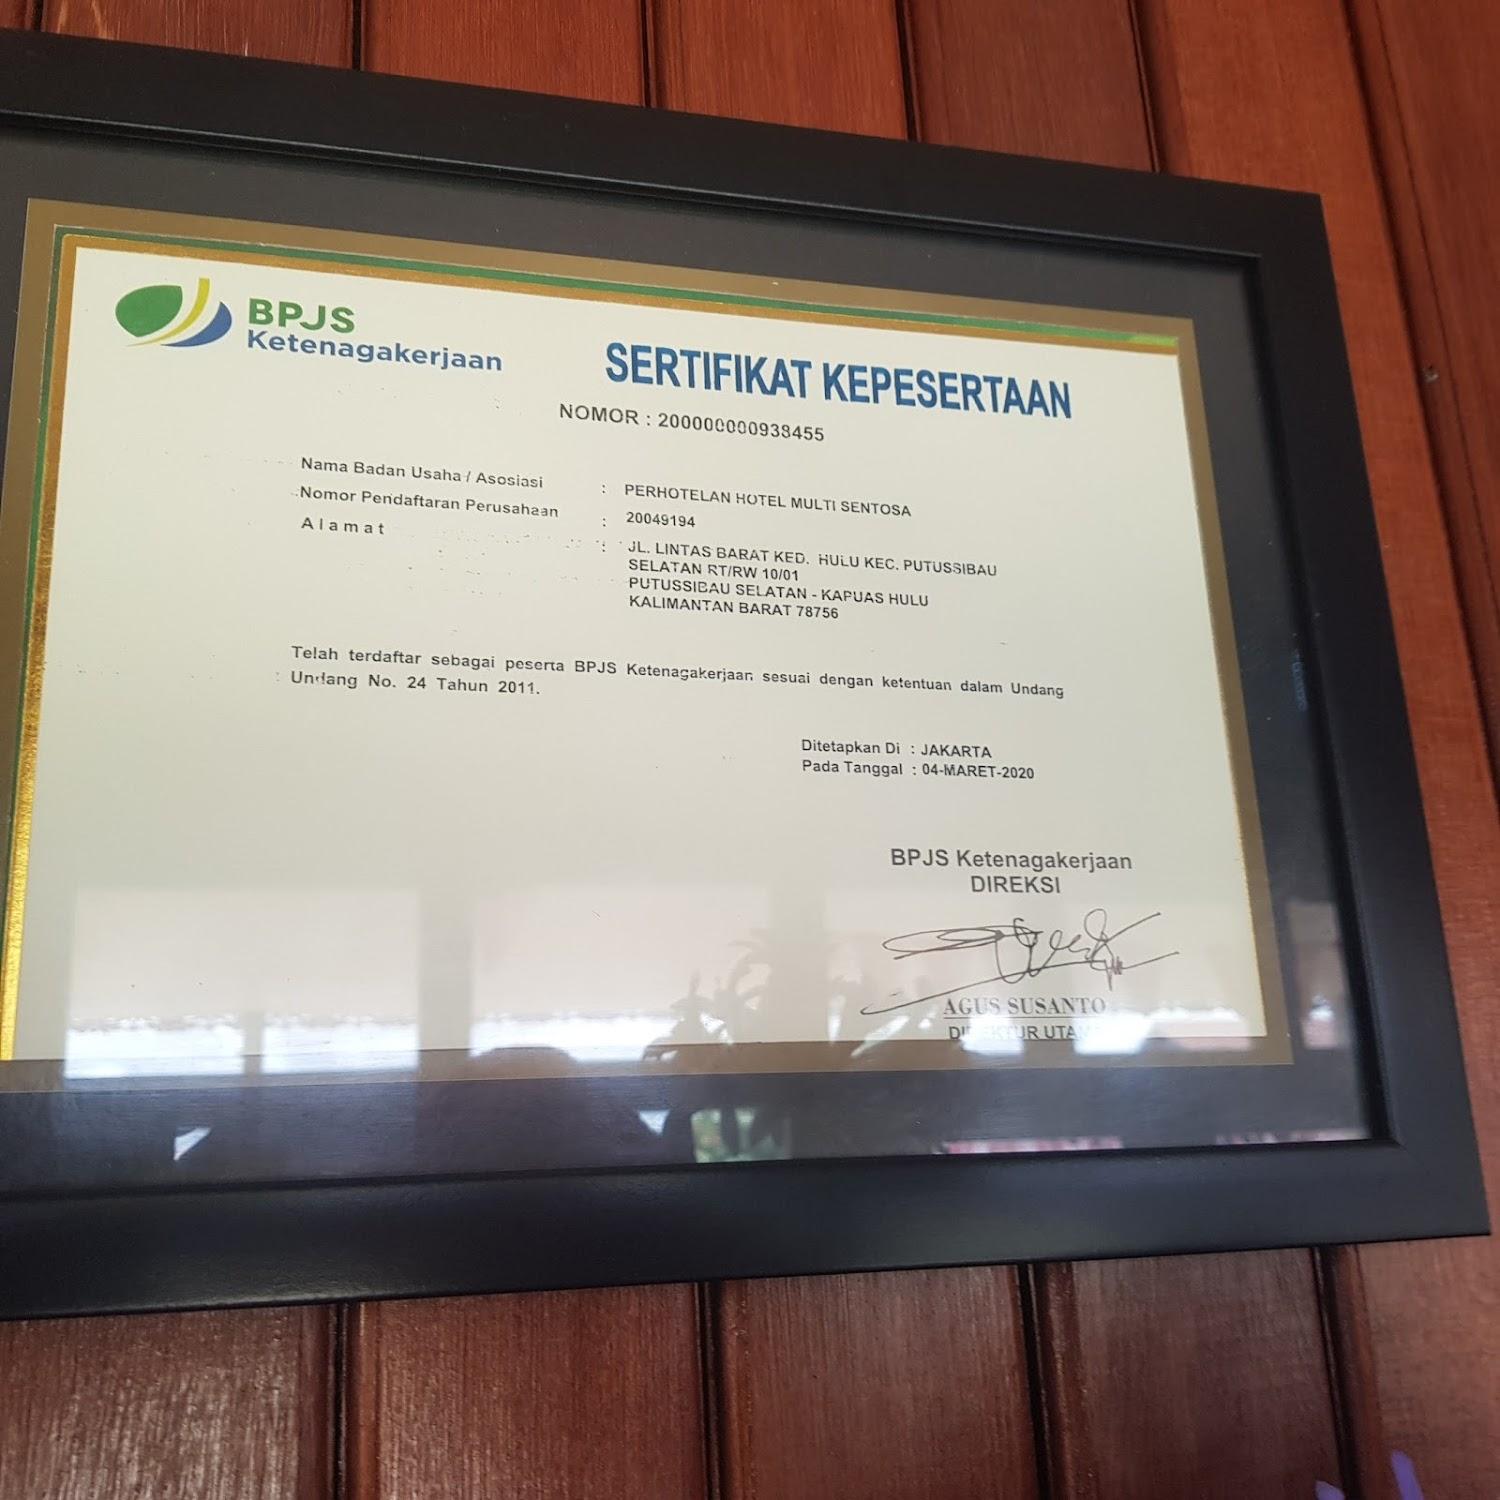 BPJS
Ketenagakerjaan
SERTIFIKAT KEPESERTAAN
NOMOR : 200000000938455
Nama Badan Usaha / Asosiasi : PERHOTELAN HOTEL MULTI SENTOSA
Nomor Pendaftaran Perusahaan : 20049194
A l a m a t : JL. LINTAS BARAT KED. HULU KEC. PUTUSSIBAU
SELATAN RT/RW 10/01
PUTUSSIBAU SELATAN - KAPUAS HULU
KALIMANTAN BARAT 78756
Telah terdaftar sebagai peserta BPJS Ketenagakerjaan sesuai dengan ketentuan dalam Undang
Undang No. 24 Tahun 2011.
Ditetapkan Di : JAKARTA
Pada Tanggal : 04-MARET-2020
BPJS Ketenagakerjaan
DIREKSI
AGUS SUSANTO
DIREKTUR UTAMA